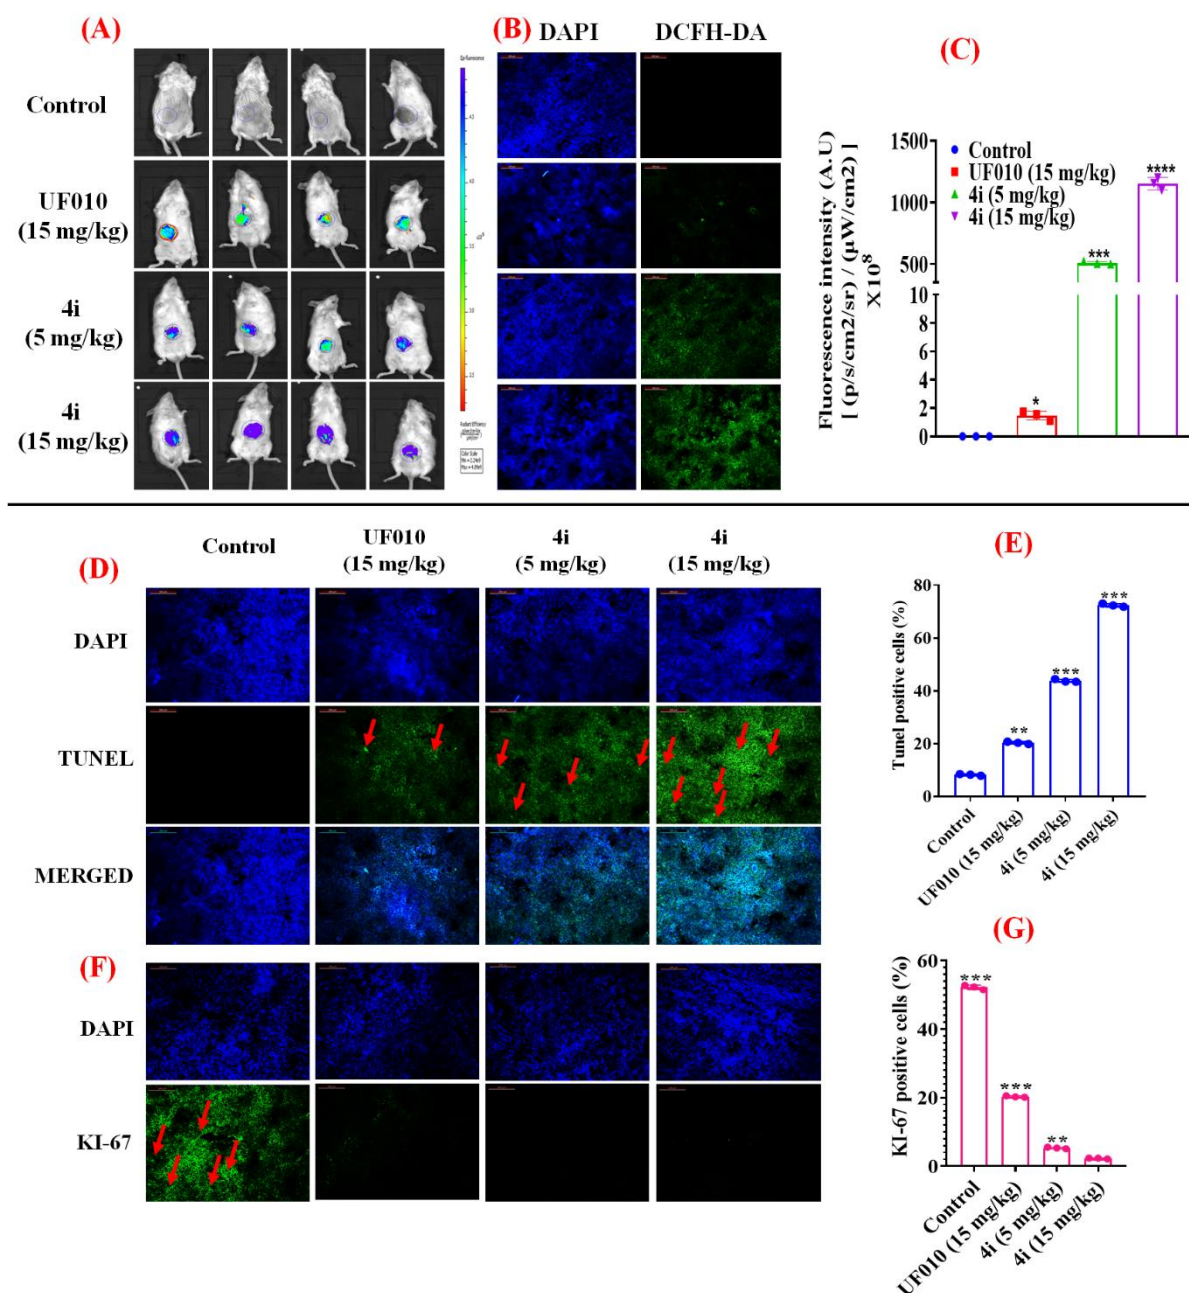 (A)
Control
UF010
(15 mg/kg)
4i
(5 mg/kg)
4i
(15 mg/kg)
(B)
DAPI
DCFH-DA
(C)
Fluorescence intensity (A.U)
[ (p/s/cm2/sr) / (µW/cm2) ]
X10⁸
1500
1000
500
10
8
6
4
2
0
Control
UF010 (15 mg/kg)
4i (5 mg/kg)
4i (15 mg/kg)
*
***
****
(D)
Control
UF010
(15 mg/kg)
4i
(5 mg/kg)
4i
(15 mg/kg)
DAPI
TUNEL
MERGED
(E)
Tunel positive cells (%)
80
60
40
20
0
**
***
***
Control
UF010 (15 mg/kg)
4i (5 mg/kg)
4i (15 mg/kg)
(F)
DAPI
KI-67
(G)
KI-67 positive cells (%)
60
40
20
0
***
***
**
Control
UF010 (15 mg/kg)
4i (5 mg/kg)
4i (15 mg/kg)